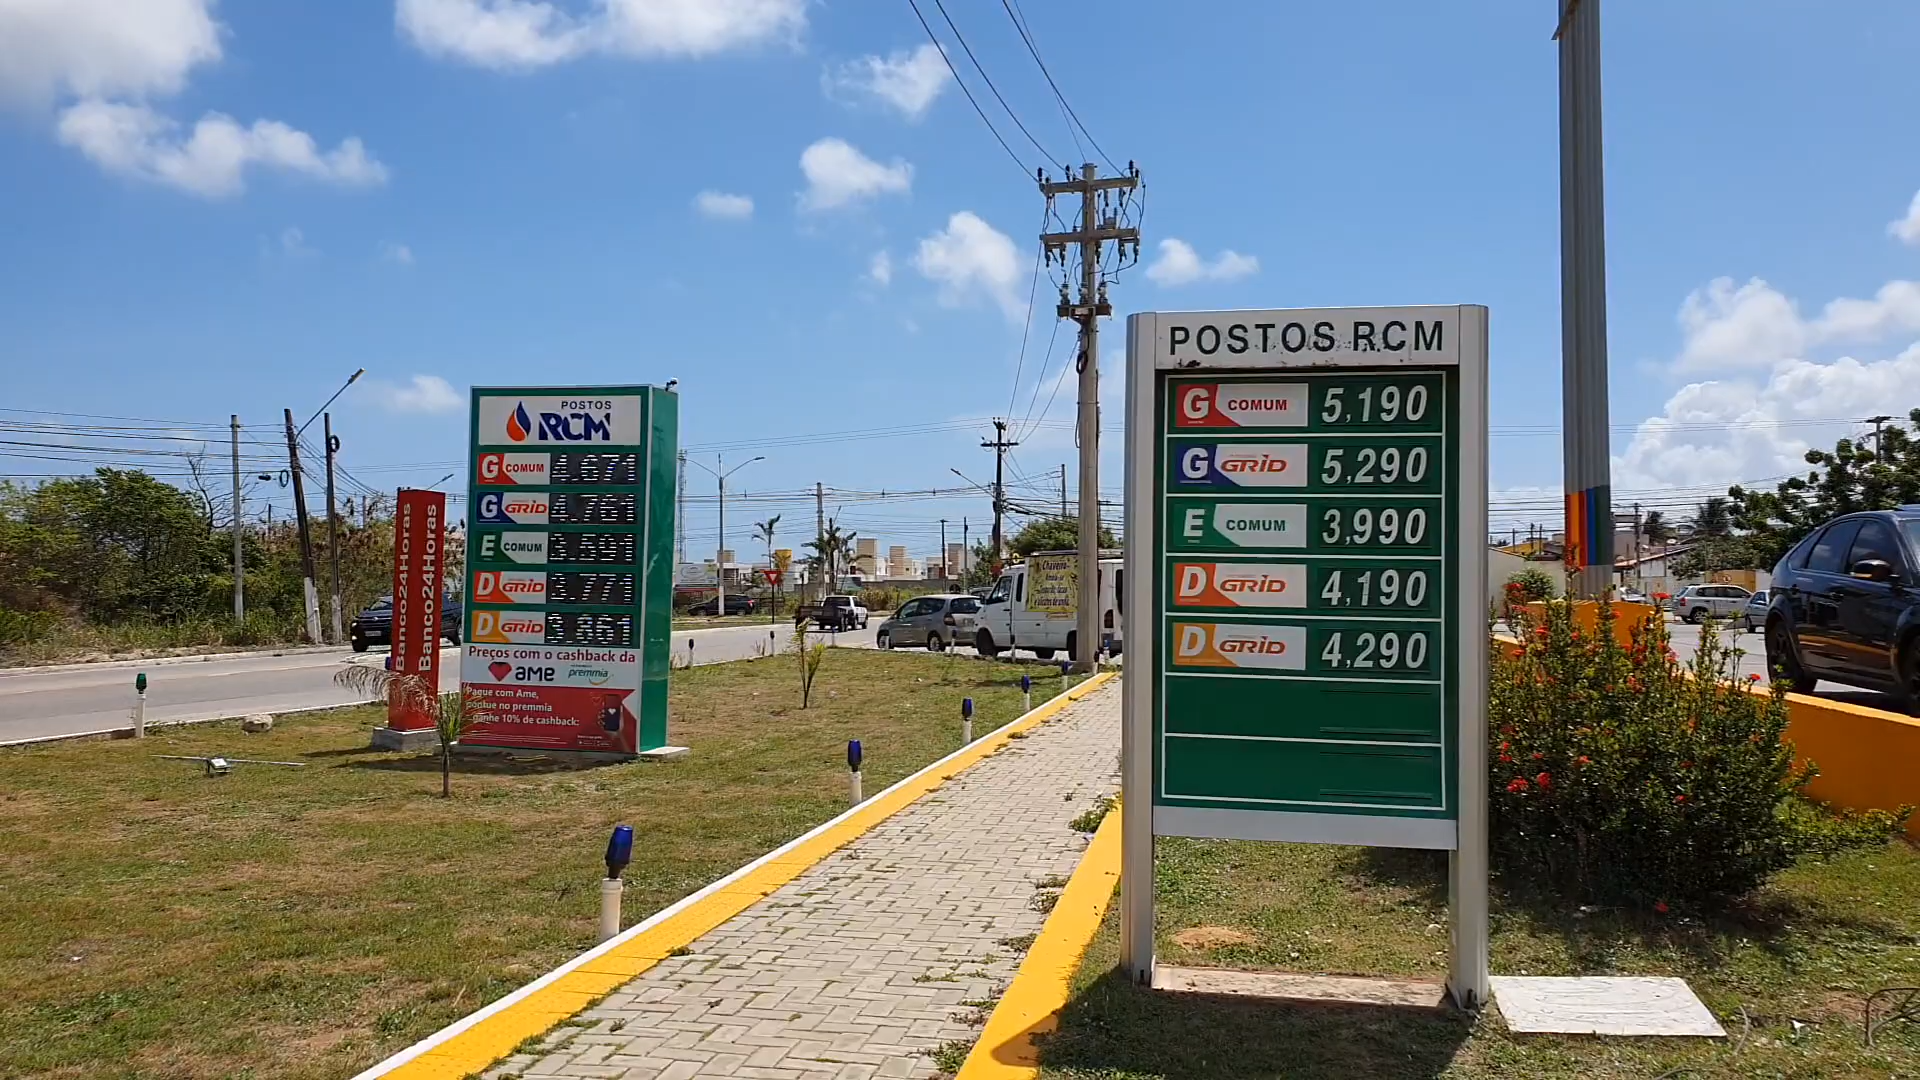 POSTOS
RCM
G COMUM 4.671
G GRID 4.761
E COMUM 3.591
D GRID 3.771
D GRID 3.861
Preços com o cashback da
ame premmia
Pague com Ame,
pontue no premmia
ganhe 10% de cashback:
Banco24Horas
Banco24Horas
Chaveiro
POSTOS RCM
G COMUM 5,190
G GRID 5,290
E COMUM 3,990
D GRID 4,190
D GRID 4,290